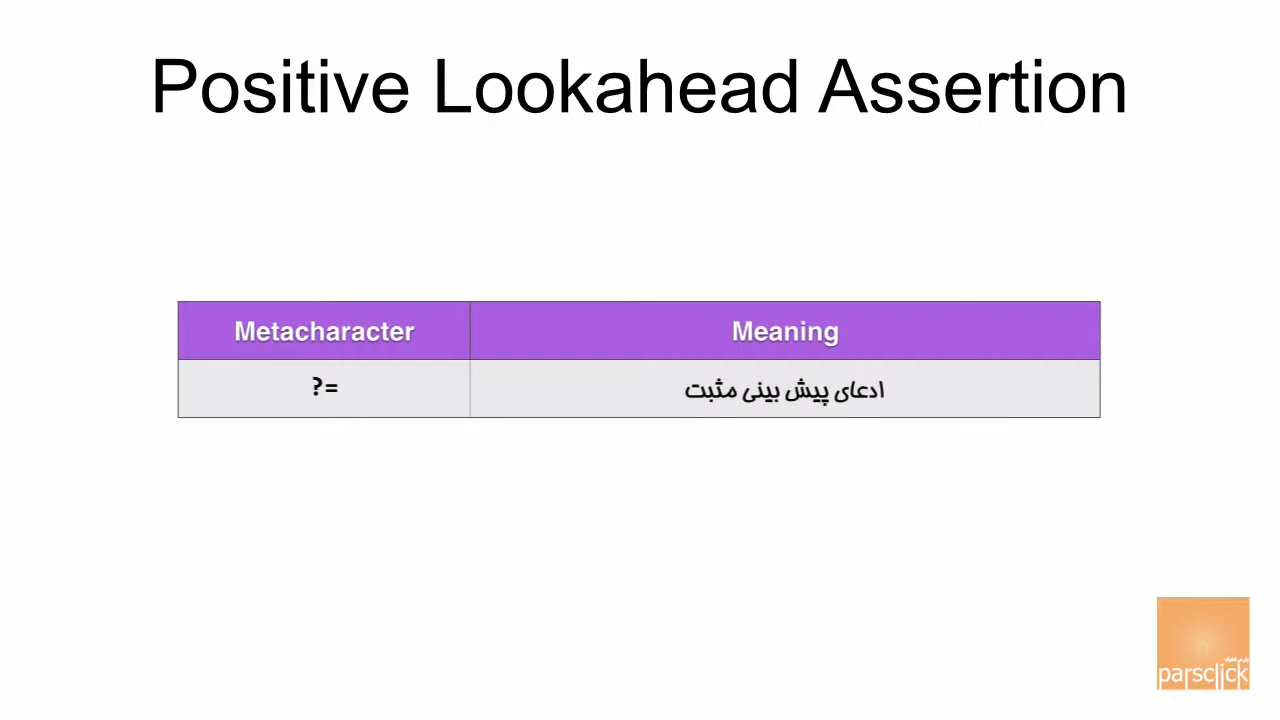 Positive Lookahead Assertion
Metacharacter Meaning
?= ادعای پیش بینی مثبت
parsclick